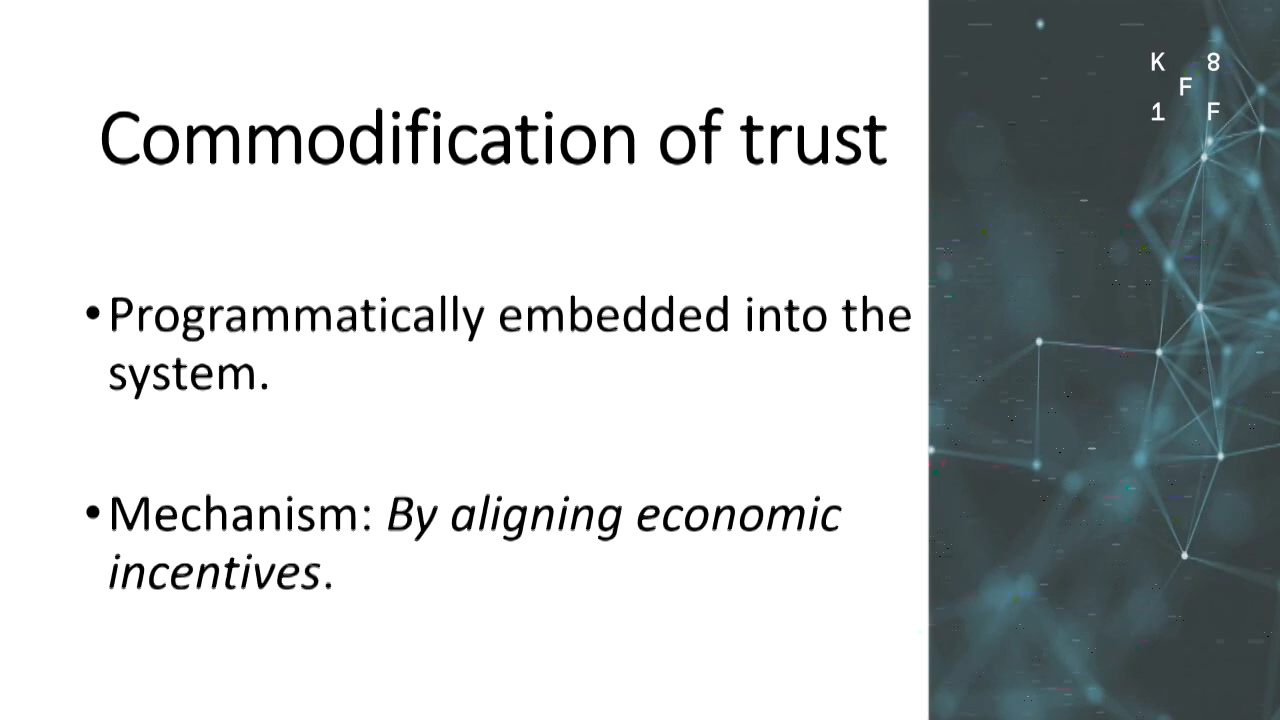 Commodification of trust
• Programmatically embedded into the
system.
• Mechanism: By aligning economic
incentives.
K 8
F
1 F